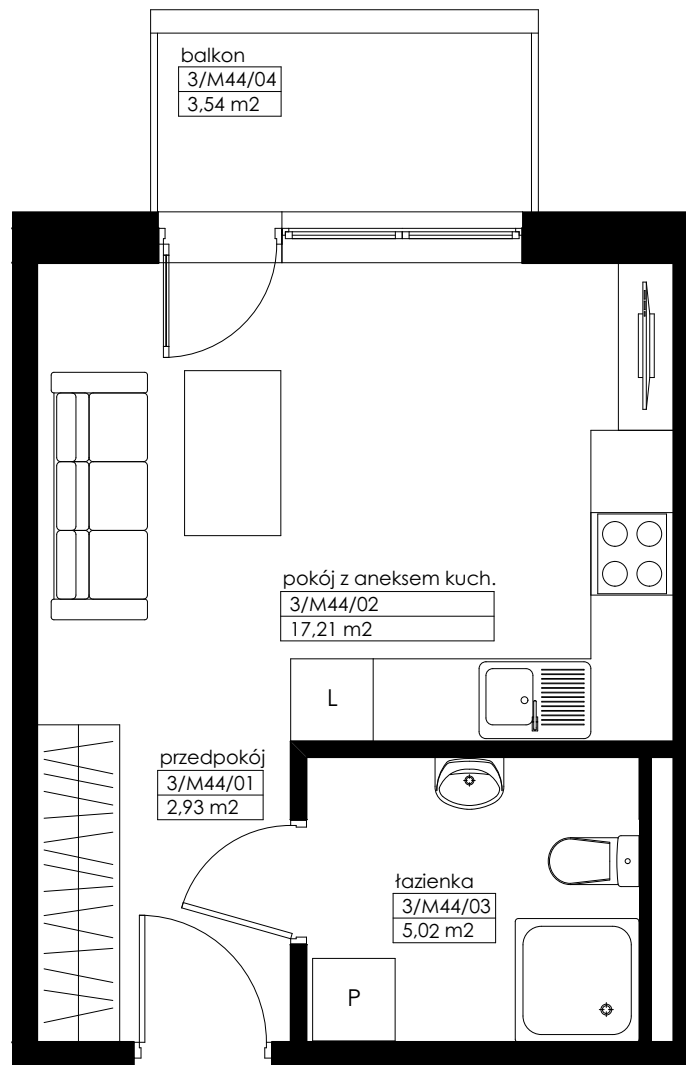 balkon
3/M44/04
3,54 m2
pokój z aneksem kuch.
3/M44/02
17,21 m2
L
przedpokój
3/M44/01
2,93 m2
łazienka
3/M44/03
5,02 m2
P